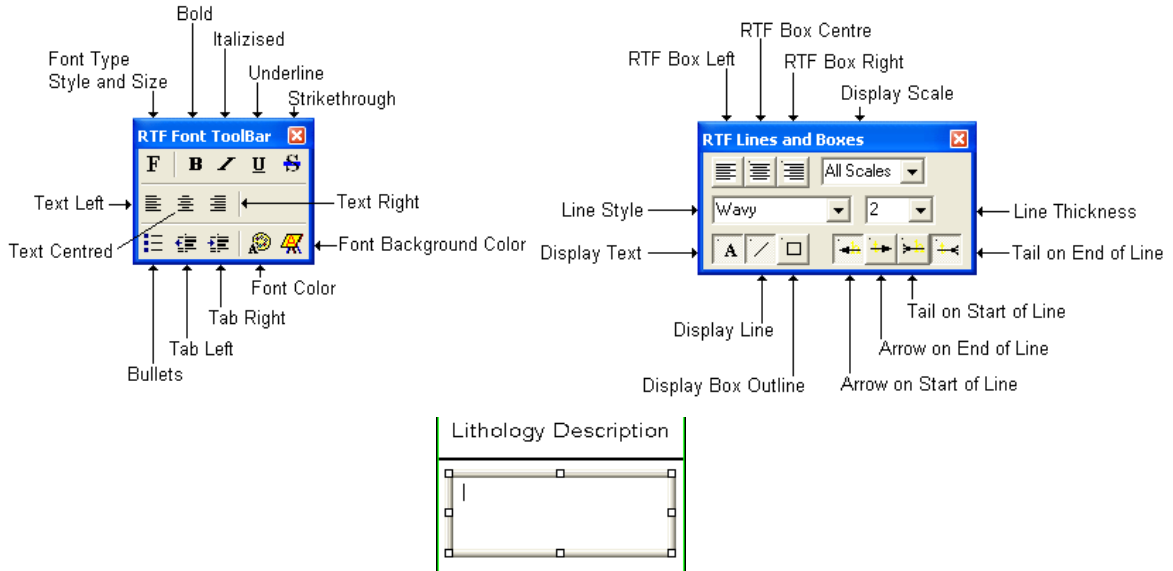 Bold
Italizised
Font Type
Style and Size
Underline
Strikethrough
RTF Font ToolBar
F B I U S
Text Left
Text Right
Text Centred
Font Background Color
A A
Font Color
Tab Right
Tab Left
Bullets
RTF Box Centre
RTF Box Left
RTF Box Right
Display Scale
RTF Lines and Boxes
All Scales
Line Style
Wavy
2
Line Thickness
Display Text
A
Tail on End of Line
Tail on Start of Line
Display Line
Arrow on End of Line
Display Box Outline
Arrow on Start of Line
Lithology Description